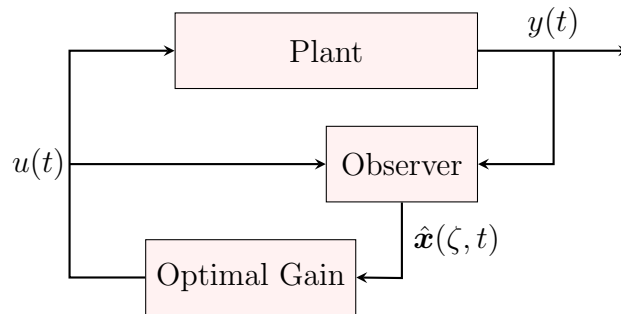 y(t)
Plant
u(t)
Observer
x̂(ζ, t)
Optimal Gain